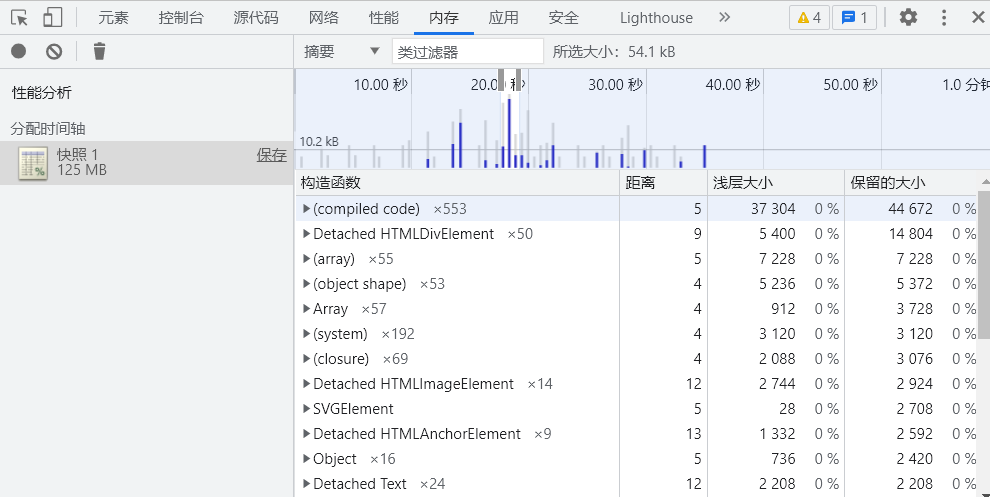 元素 控制台 源代码 网络 性能 内存 应用 安全 Lighthouse » 4 1
摘要 类过滤器 所选大小：54.1 kB
性能分析
分配时间轴
快照 1 保存
125 MB
10.00 秒 20.00 秒 30.00 秒 40.00 秒 50.00 秒 1.0 分钟
10.2 kB
构造函数 距离 浅层大小 保留的大小
(compiled code) ×553 5 37 304 0 % 44 672 0 %
Detached HTMLDivElement ×50 9 5 400 0 % 14 804 0 %
(array) ×55 5 7 228 0 % 7 228 0 %
(object shape) ×53 4 5 236 0 % 5 372 0 %
Array ×57 4 912 0 % 3 728 0 %
(system) ×192 4 3 120 0 % 3 120 0 %
(closure) ×69 4 2 088 0 % 3 076 0 %
Detached HTMLImageElement ×14 12 2 744 0 % 2 924 0 %
SVGElement 5 28 0 % 2 708 0 %
Detached HTMLAnchorElement ×9 13 1 332 0 % 2 592 0 %
Object ×16 5 736 0 % 2 420 0 %
Detached Text ×24 12 2 208 0 % 2 208 0 %